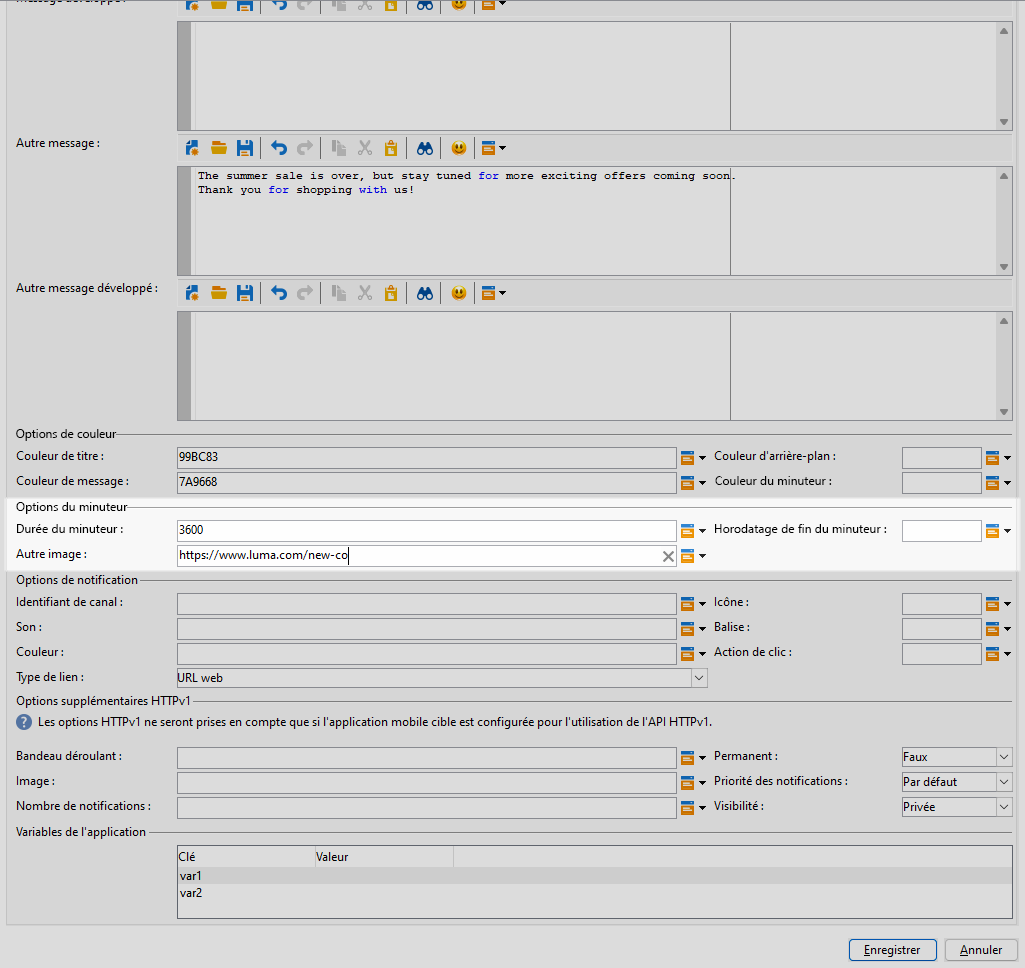 Message développé :
Autre message :
The summer sale is over, but stay tuned for more exciting offers coming soon.
Thank you for shopping with us!
Autre message développé :
Options de couleur
Couleur de titre : 99BC83 Couleur d'arrière-plan :
Couleur de message : 7A9668 Couleur du minuteur :
Options du minuteur
Durée du minuteur : 3600 Horodatage de fin du minuteur :
Autre image : https://www.luma.com/new-co
Options de notification
Identifiant de canal : Icône :
Son : Balise :
Couleur : Action de clic :
Type de lien : URL web
Options supplémentaires HTTPv1
Les options HTTPv1 ne seront prises en compte que si l'application mobile cible est configurée pour l'utilisation de l'API HTTPv1.
Bandeau déroulant : Permanent : Faux
Image : Priorité des notifications : Par défaut
Nombre de notifications : Visibilité : Privée
Variables de l'application
Clé Valeur
var1
var2
Enregistrer Annuler